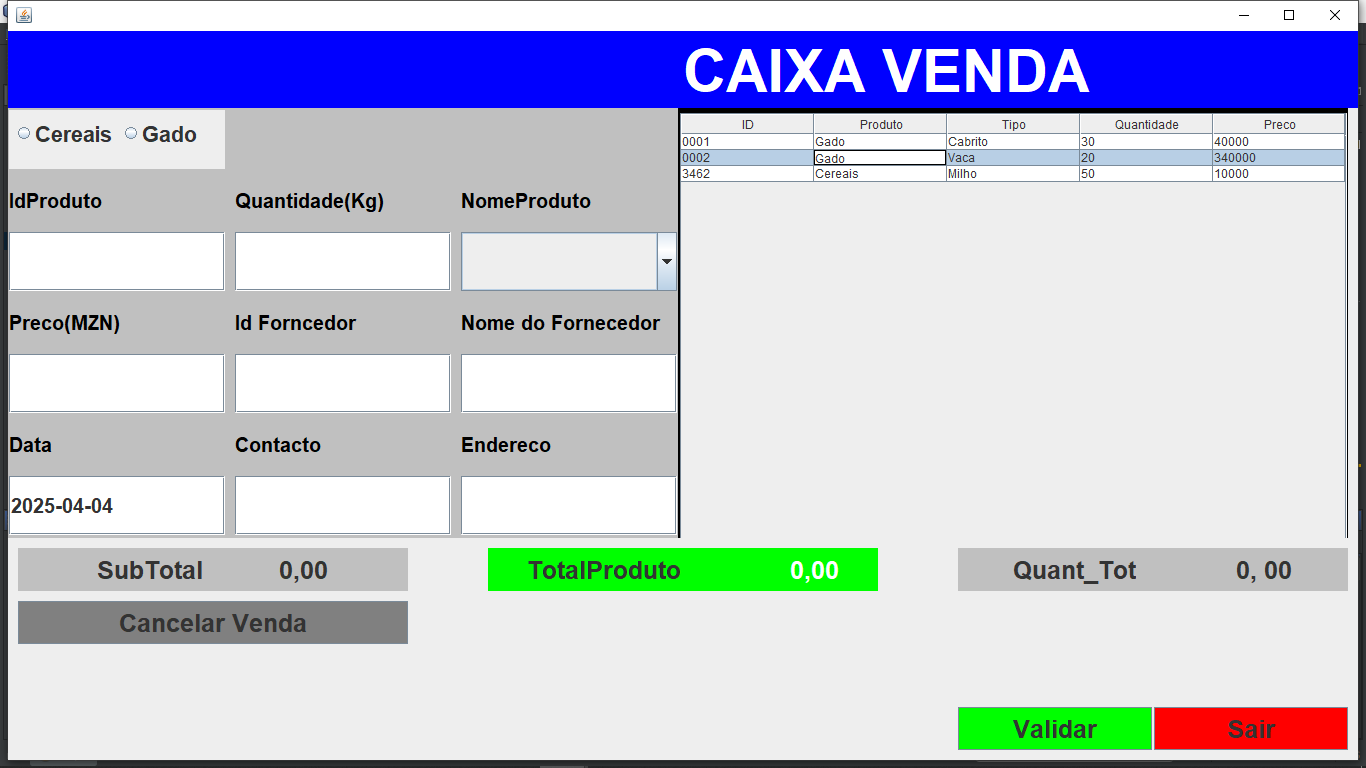 CAIXA VENDA
Cereais Gado
IdProduto Quantidade(Kg) NomeProduto
Preco(MZN) Id Forncedor Nome do Fornecedor
Data Contacto Endereco
2025-04-04
ID Produto Tipo Quantidade Preco
0001 Gado Cabrito 30 40000
0002 Gado Vaca 20 340000
3462 Cereais Milho 50 10000
SubTotal 0,00 TotalProduto 0,00 Quant_Tot 0, 00
Cancelar Venda
Validar Sair